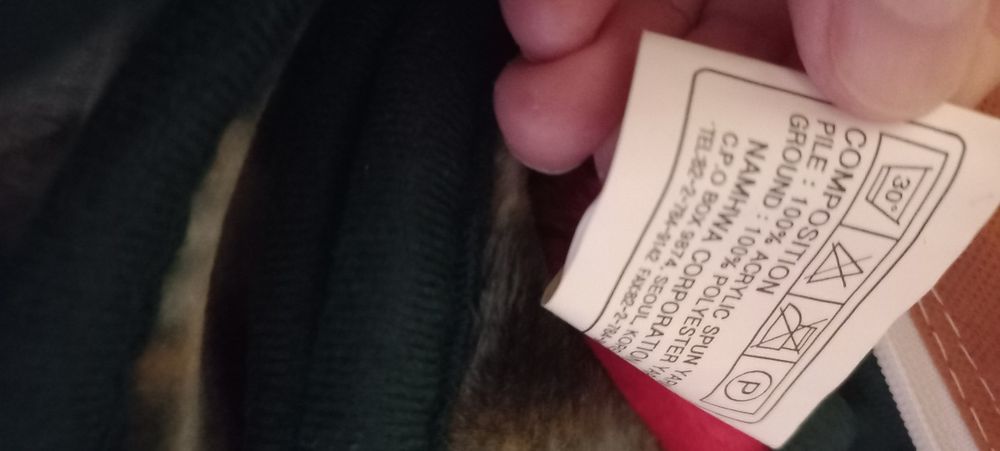 30°
P
COMPOSITION
PILE : 100% ACRYLIC SPUN
GROUND : 100% POLYESTER
NAMHWA CORPORATION
C.P.O BOX 9874, SEOUL,
TEL:82-2-784-9142 FAX:82-2-784-